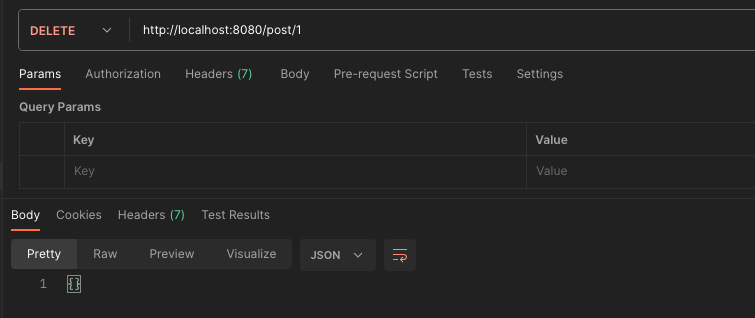 DELETE http://localhost:8080/post/1
Params Authorization Headers (7) Body Pre-request Script Tests Settings
Query Params
Key Value
Key Value
Body Cookies Headers (7) Test Results
Pretty Raw Preview Visualize JSON
1 {}